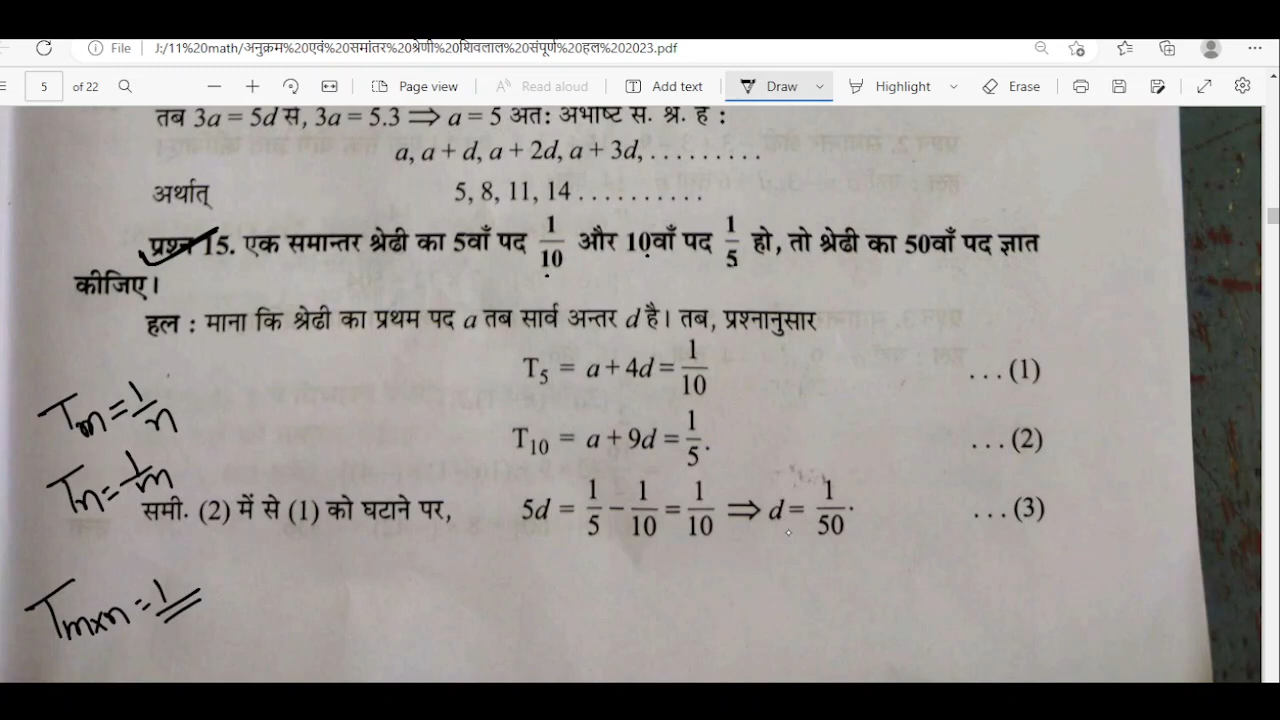 File J:/11%20math/अनुक्रम%20एवं%20समांतर%20श्रेणी%20शिवलाल%20संपूर्ण%20हल%202023.pdf
5 of 22 Page view Read aloud Add text Draw Highlight Erase
तब 3a = 5d से, 3a = 5.3 ⟹ a = 5 अतः अभीष्ट स. श्रे. है :
a, a + d, a + 2d, a + 3d, . . . . . . . . .
अर्थात् 5, 8, 11, 14 . . . . . . . . . .
प्रश्न 15. एक समान्तर श्रेढी का 5वाँ पद 1/10 और 10वाँ पद 1/5 हो, तो श्रेढी का 50वाँ पद ज्ञात
कीजिए।
हल : माना कि श्रेढी का प्रथम पद a तब सार्व अन्तर d है। तब, प्रश्नानुसार
T5 = a + 4d = 1/10 . . . (1)
Tm = 1/n
T10 = a + 9d = 1/5. . . . (2)
Tn = 1/m
समी. (2) में से (1) को घटाने पर, 5d = 1/5 − 1/10 = 1/10 ⟹ d = 1/50. . . . (3)
Tm×n = 1